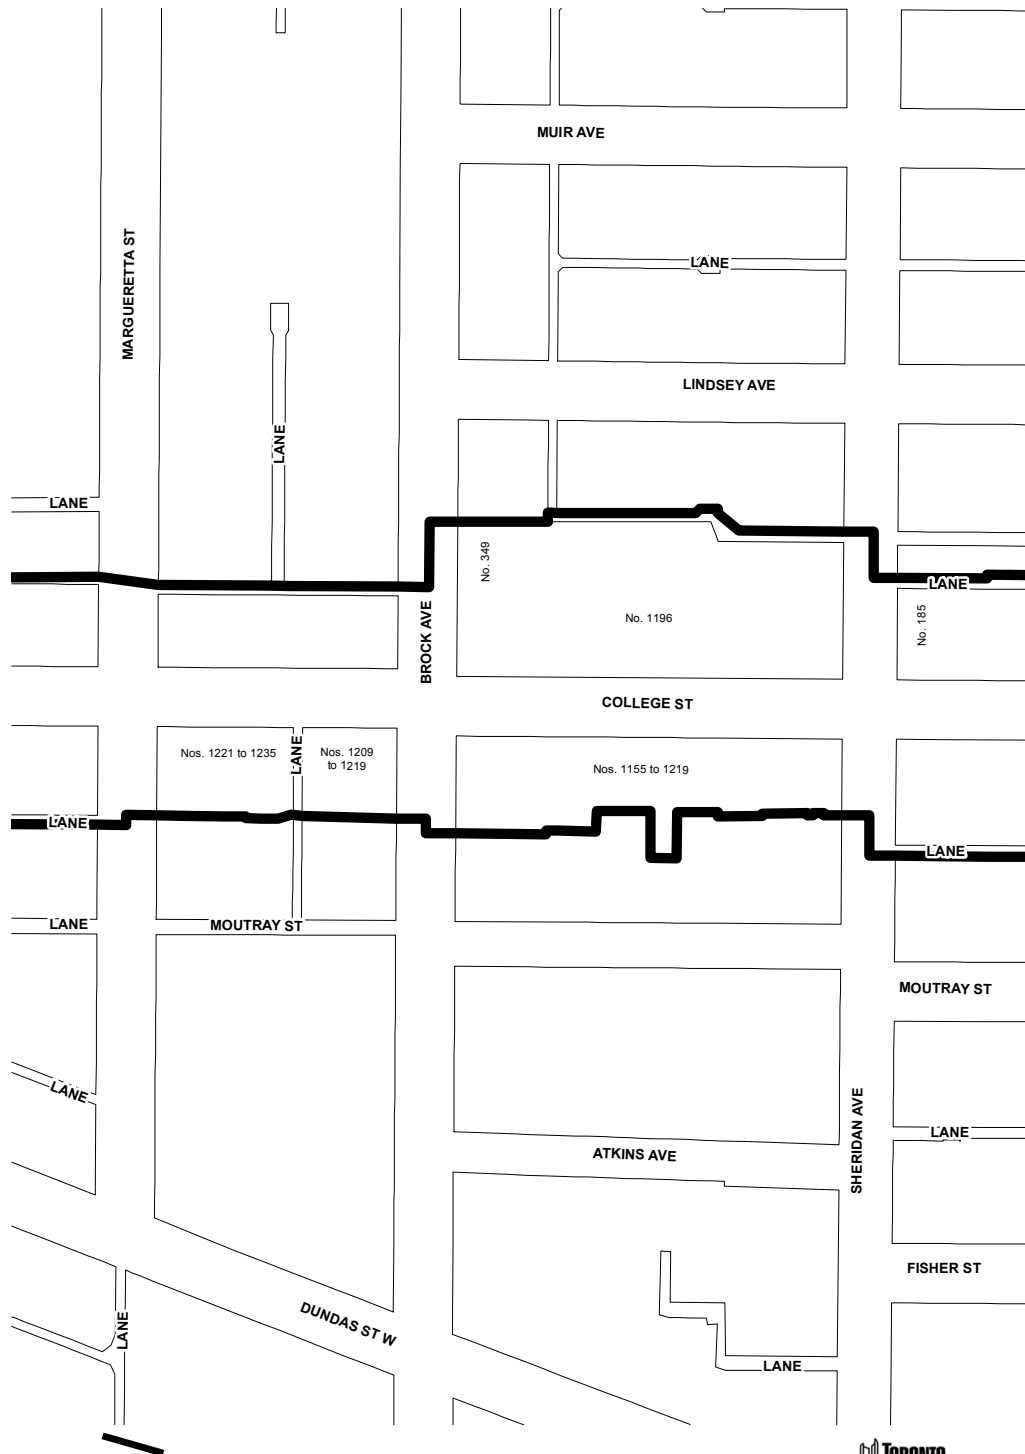 MUIR AVE
MARGUERETTA ST
LANE
LINDSEY AVE
LANE
LANE
No. 349
LANE
No. 1196
No. 185
BROCK AVE
COLLEGE ST
Nos. 1221 to 1235
LANE
Nos. 1209
to 1219
Nos. 1155 to 1219
LANE
LANE
LANE
MOUTRAY ST
MOUTRAY ST
LANE
SHERIDAN AVE
LANE
ATKINS AVE
FISHER ST
DUNDAS ST W
LANE
LANE
TORONTO